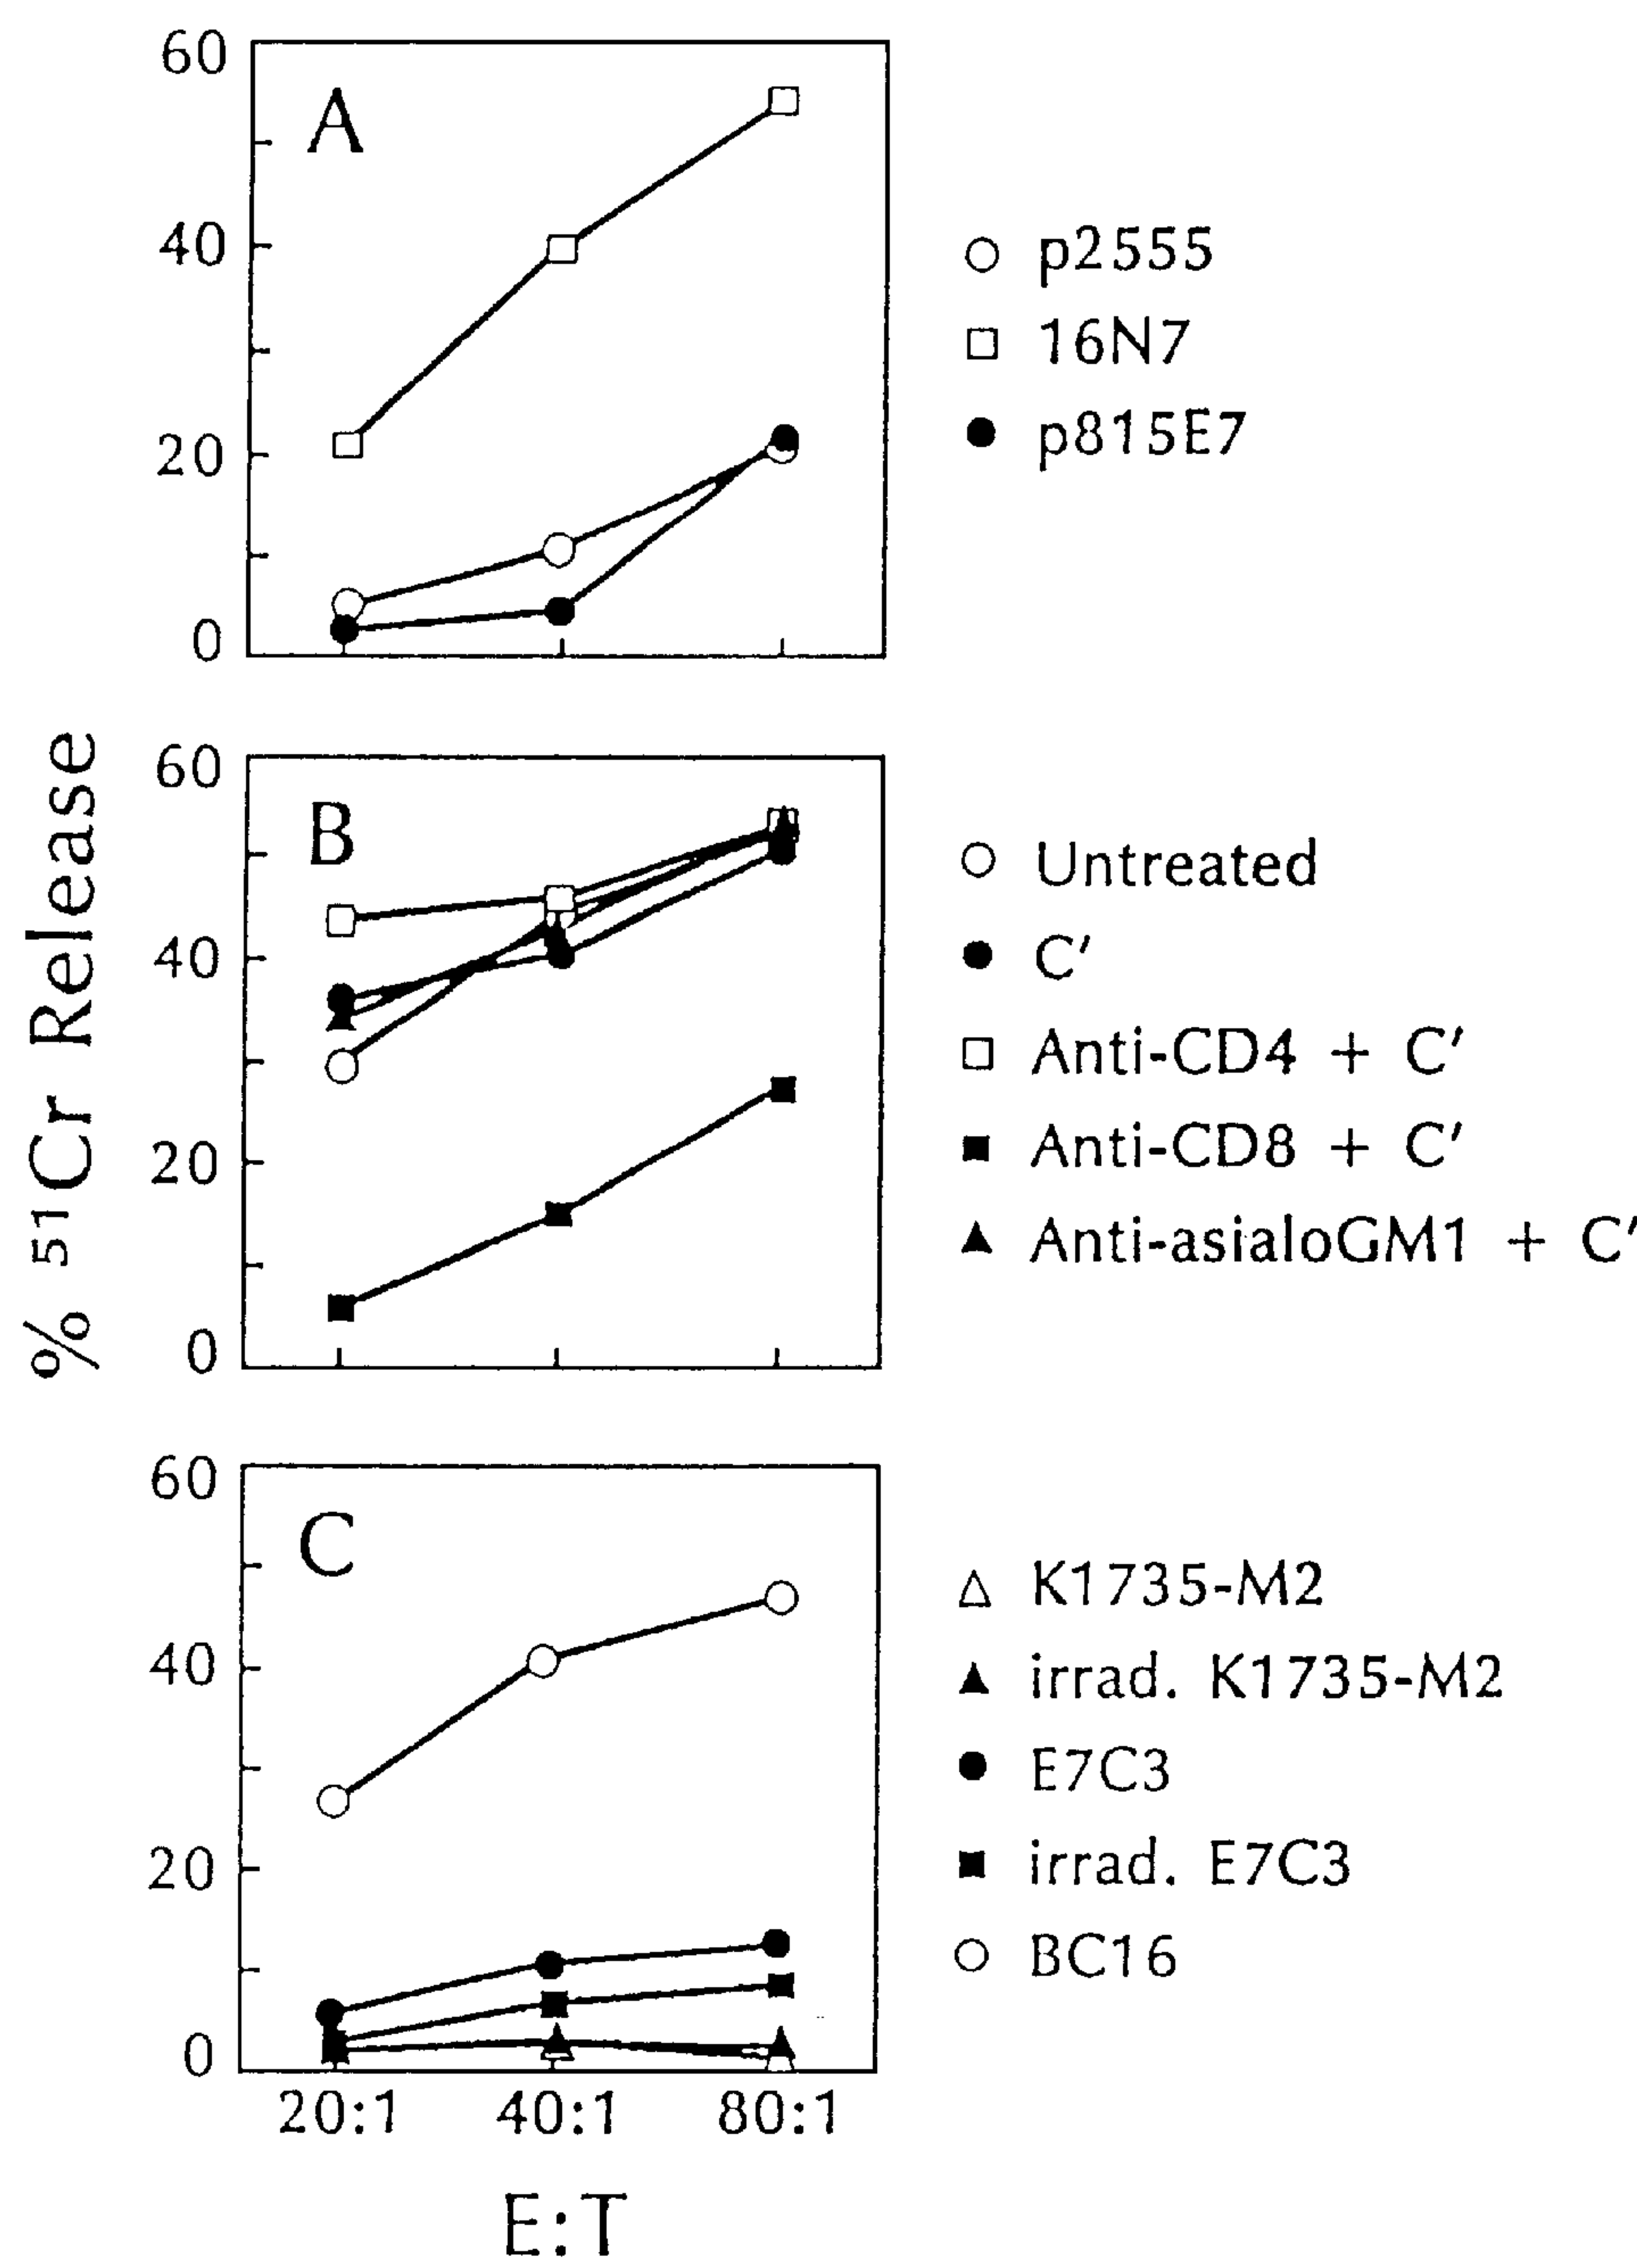 60
A
40
20
0
○ p2555
□ 16N7
● p815E7
% ⁵¹Cr Release
60
B
40
20
0
○ Untreated
● C′
□ Anti-CD4 + C′
■ Anti-CD8 + C′
▲ Anti-asialoGM1 + C′
60
C
40
20
0
△ K1735-M2
▲ irrad. K1735-M2
● E7C3
■ irrad. E7C3
○ BC16
20:1 40:1 80:1
E:T